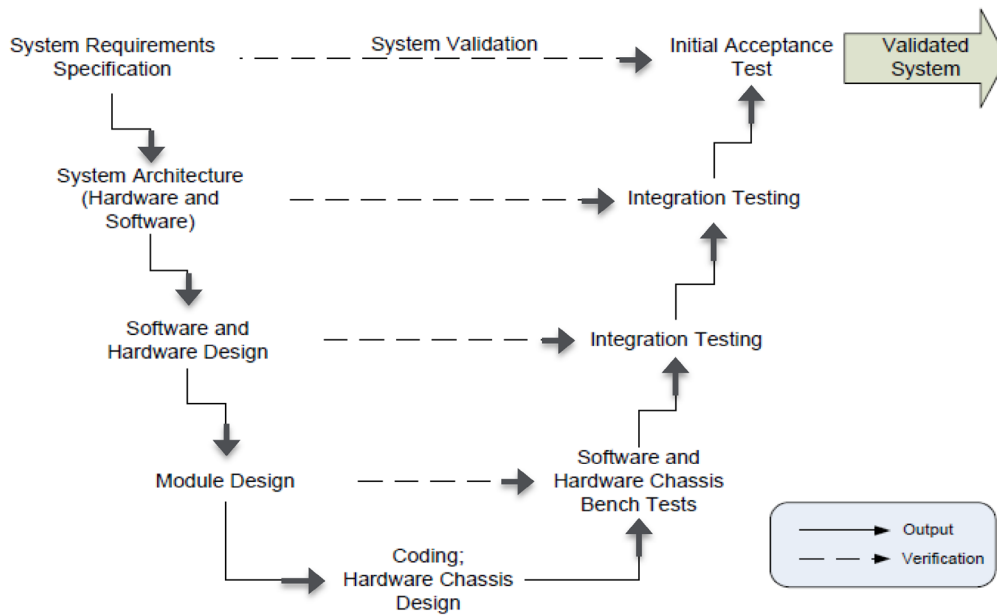 System Requirements
Specification
System Validation
Initial Acceptance
Test
Validated
System
System Architecture
(Hardware and
Software)
Integration Testing
Software and
Hardware Design
Integration Testing
Module Design
Software and
Hardware Chassis
Bench Tests
Coding;
Hardware Chassis
Design
Output
Verification